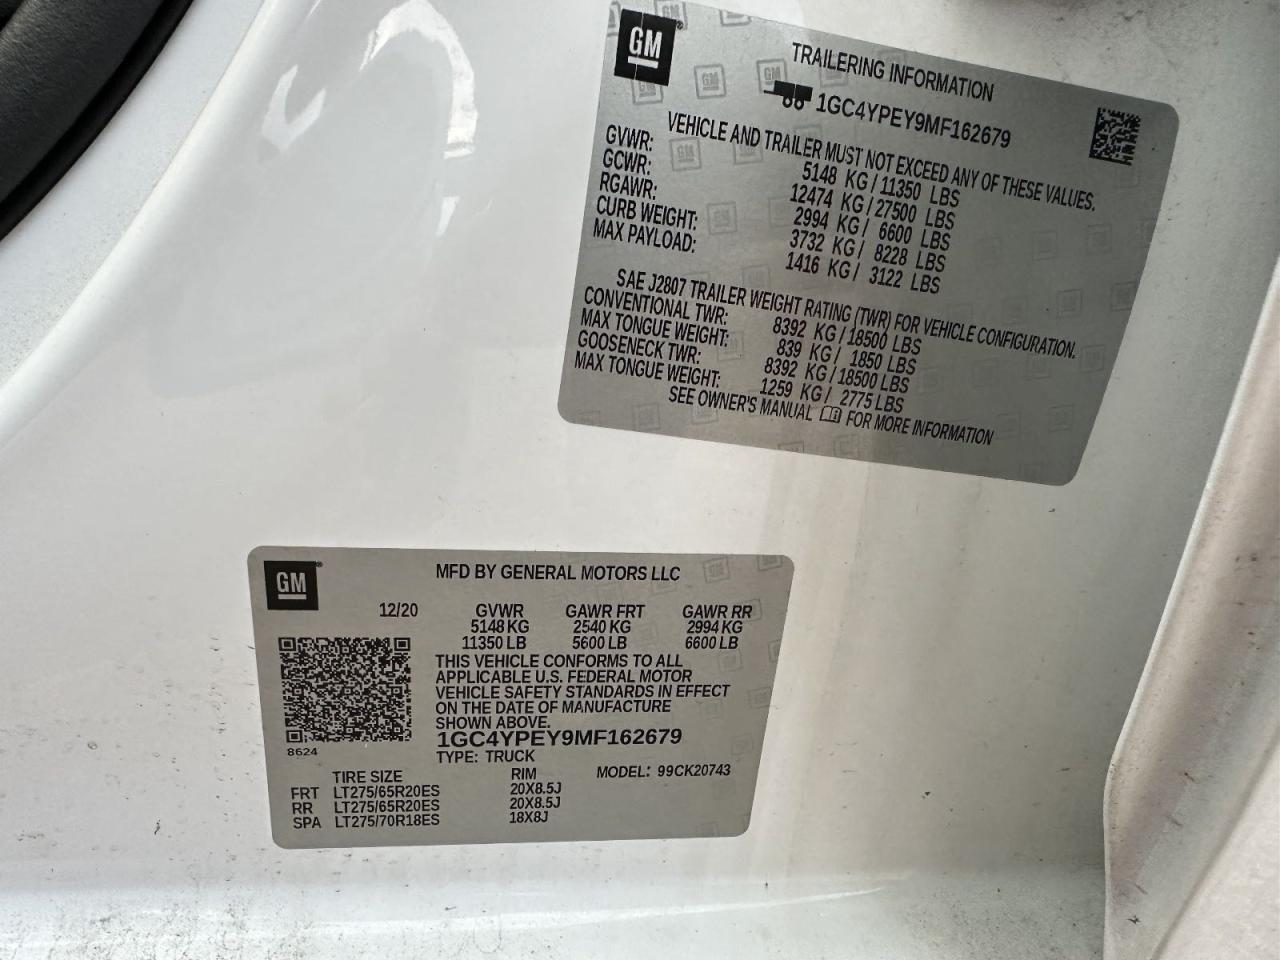 GM
TRAILERING INFORMATION
1GC4YPEY9MF162679
VEHICLE AND TRAILER MUST NOT EXCEED ANY OF THESE VALUES.
GVWR: 5148 KG / 11350 LBS
GCWR: 12474 KG / 27500 LBS
RGAWR: 2994 KG / 6600 LBS
CURB WEIGHT: 3732 KG / 8228 LBS
MAX PAYLOAD: 1416 KG / 3122 LBS
SAE J2807 TRAILER WEIGHT RATING (TWR) FOR VEHICLE CONFIGURATION.
CONVENTIONAL TWR: 8392 KG / 18500 LBS
MAX TONGUE WEIGHT: 839 KG / 1850 LBS
GOOSENECK TWR: 8392 KG / 18500 LBS
MAX TONGUE WEIGHT: 1259 KG / 2775 LBS
SEE OWNER'S MANUAL FOR MORE INFORMATION
GM
MFD BY GENERAL MOTORS LLC
12/20 GVWR GAWR FRT GAWR RR
5148 KG 2540 KG 2994 KG
11350 LB 5600 LB 6600 LB
THIS VEHICLE CONFORMS TO ALL
APPLICABLE U.S. FEDERAL MOTOR
VEHICLE SAFETY STANDARDS IN EFFECT
ON THE DATE OF MANUFACTURE
SHOWN ABOVE.
1GC4YPEY9MF162679
8624
TYPE: TRUCK
TIRE SIZE RIM MODEL: 99CK20743
FRT LT275/65R20ES 20X8.5J
RR LT275/65R20ES 20X8.5J
SPA LT275/70R18ES 18X8J